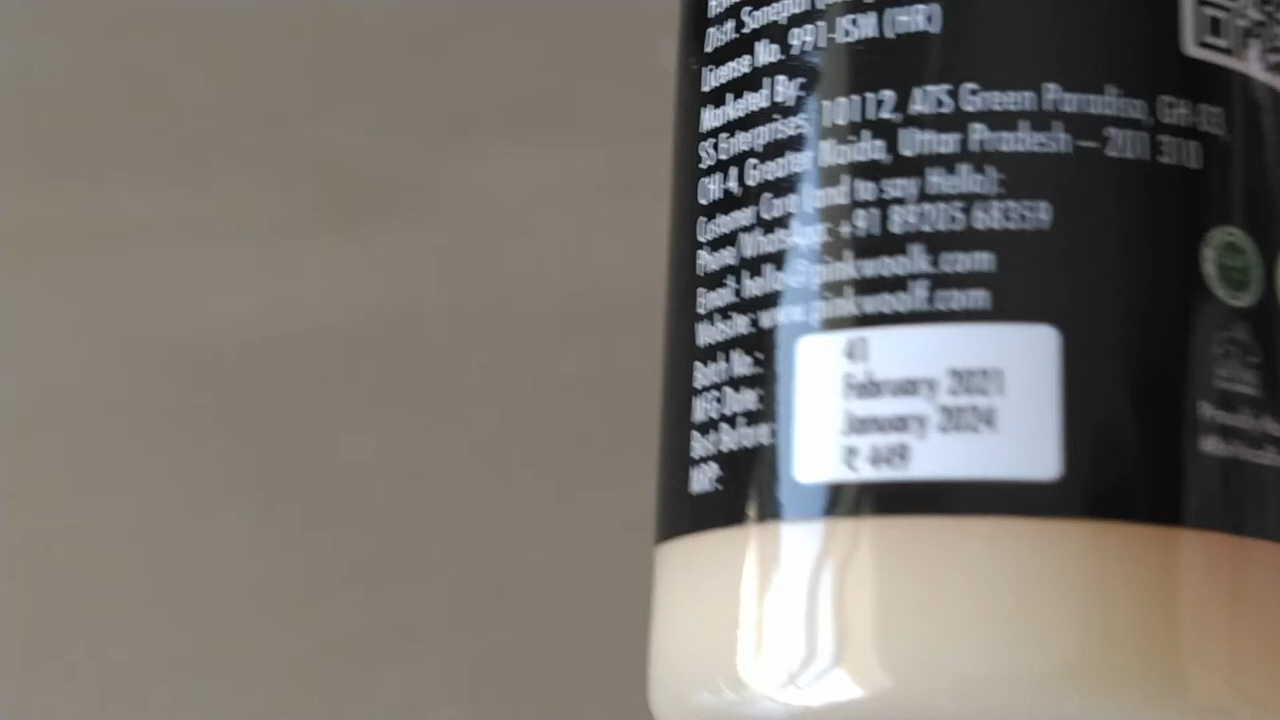 Distt. Sonepat
License No. 991-ISM (HR)
Marketed By:
SS Enterprises, 10112, ATS Green Paradiso, GH-03,
CHI-4, Greater Noida, Uttar Pradesh – 201 310
Customer Care (and to say Hello):
Phone/WhatsApp: +91 89205 68359
Email: hello@pinkwoolf.com
Website: www.pinkwoolf.com
Batch No.: 41
MFG Date: February 2021
Best Before: January 2024
MRP: ₹ 449